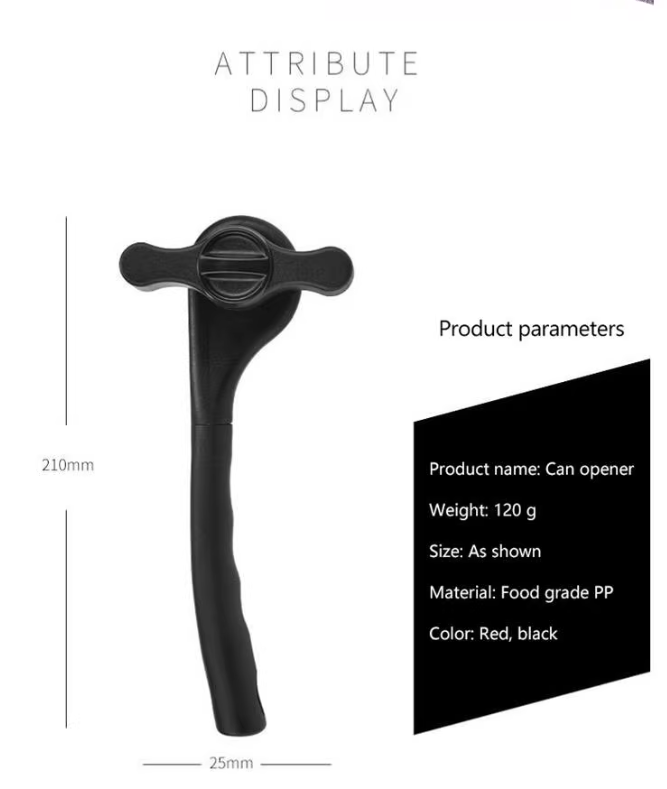 ATTRIBUTE
DISPLAY
Product parameters
210mm
Product name: Can opener
Weight: 120 g
Size: As shown
Material: Food grade PP
Color: Red, black
25mm